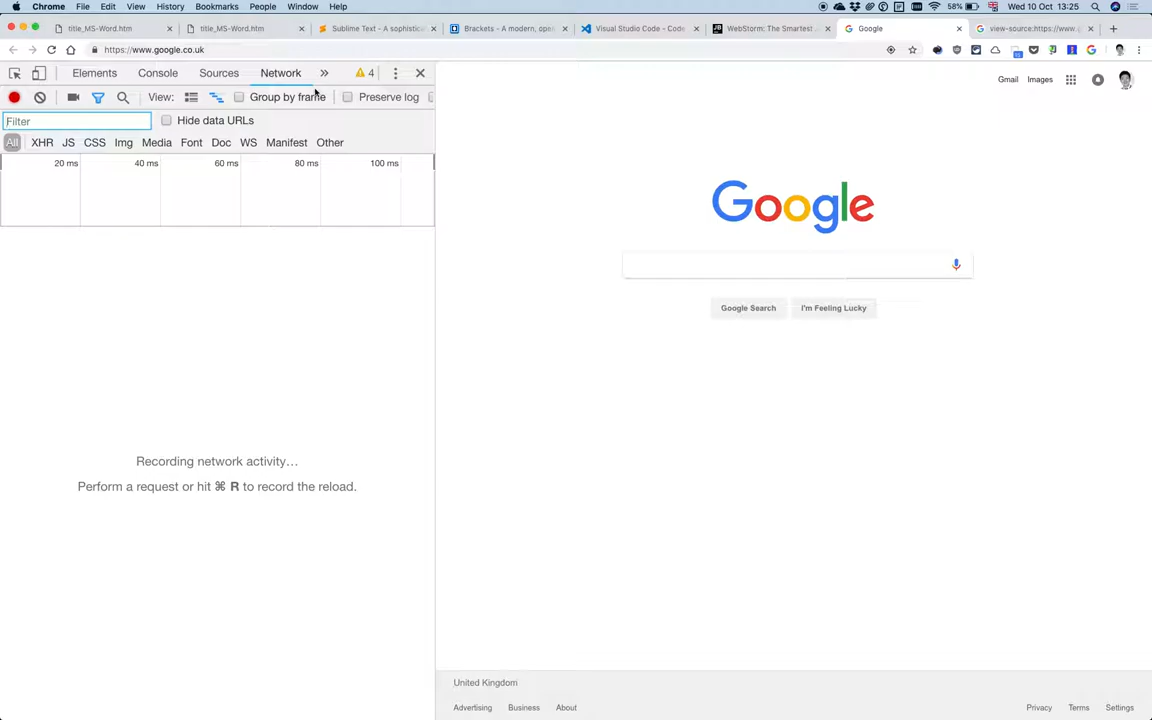 Chrome File Edit View History Bookmarks People Window Help 58% Wed 10 Oct 13:25
title_MS-Word.htm title_MS-Word.htm Sublime Text - A sophistica Brackets - A modern, open Visual Studio Code - Code WebStorm: The Smartest Google view-source:https://www.g
https://www.google.co.uk
Elements Console Sources Network » 4
Gmail Images
View: Group by frame Preserve log
Filter Hide data URLs
All XHR JS CSS Img Media Font Doc WS Manifest Other
20 ms 40 ms 60 ms 80 ms 100 ms
Google
Google Search I'm Feeling Lucky
Recording network activity…
Perform a request or hit ⌘ R to record the reload.
United Kingdom
Advertising Business About Privacy Terms Settings